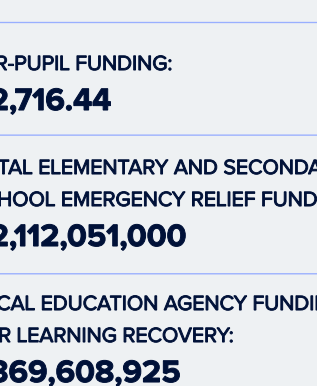 R-PUPIL FUNDING:
2,716.44
TAL ELEMENTARY AND SECONDA
HOOL EMERGENCY RELIEF FUND
2,112,051,000
CAL EDUCATION AGENCY FUNDI
R LEARNING RECOVERY:
369,608,925